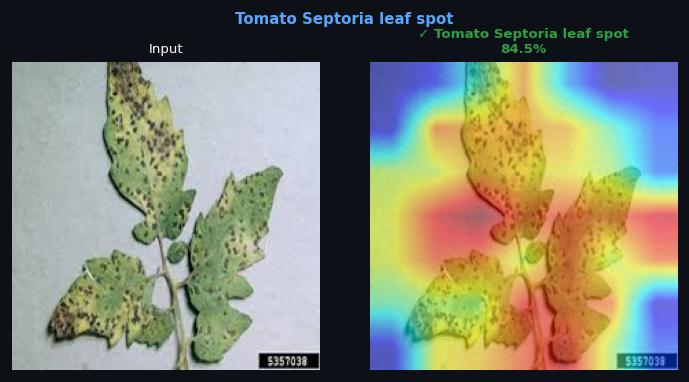 Tomato Septoria leaf spot
Input
✓ Tomato Septoria leaf spot
84.5%
5357038
5357038